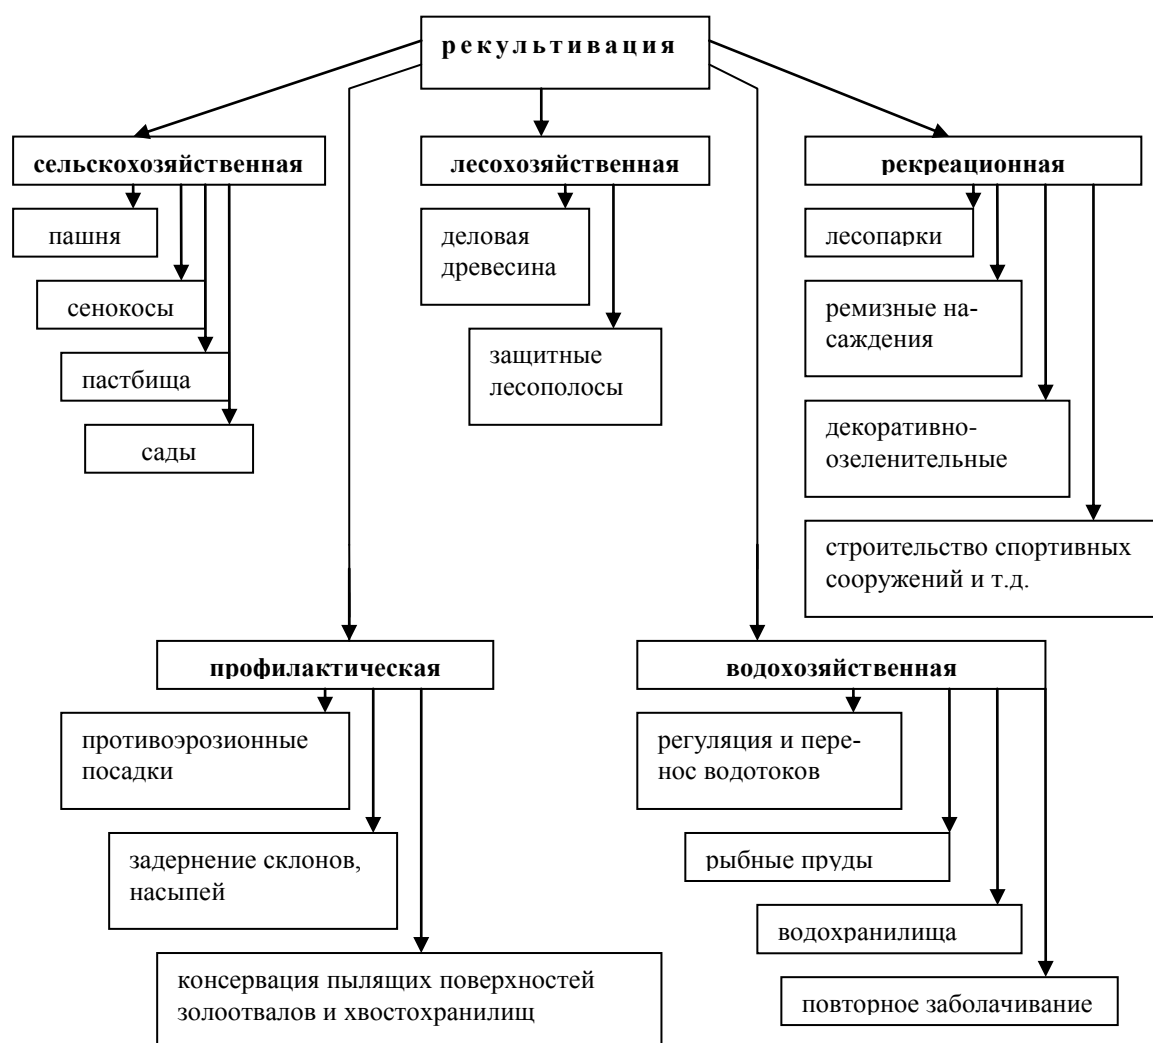 рекультивация
сельскохозяйственная
пашня
сенокосы
пастбища
сады
лесохозяйственная
деловая
древесина
защитные
лесополосы
рекреационная
лесопарки
ремизные на-
саждения
декоративно-
озеленительные
строительство спортивных
сооружений и т.д.
профилактическая
противоэрозионные
посадки
задернение склонов,
насыпей
консервация пылящих поверхностей
золоотвалов и хвостохранилищ
водохозяйственная
регуляция и пере-
нос водотоков
рыбные пруды
водохранилища
повторное заболачивание